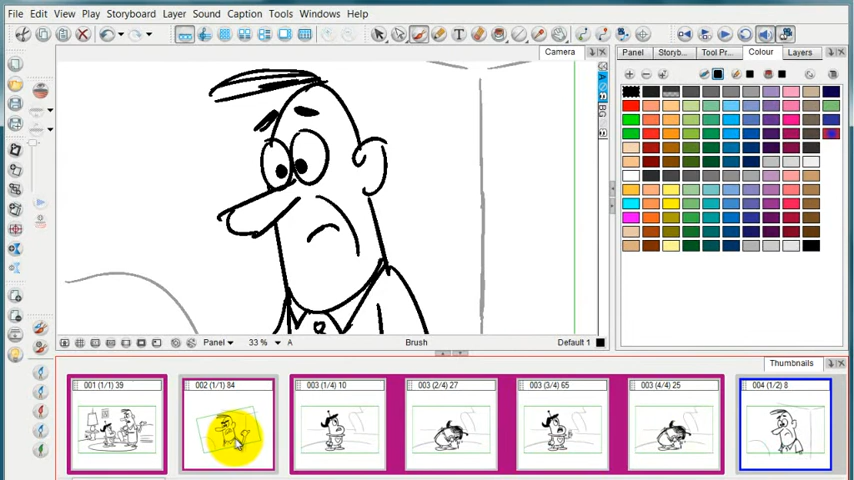 File Edit View Play Storyboard Layer Sound Caption Tools Windows Help
Camera
Panel Storyb... Tool Pr... Colour Layers
A
BG
Panel 33 % A Brush Default 1
Thumbnails
001 (1/1) 39 002 (1/1) 84 003 (1/4) 10 003 (2/4) 27 003 (3/4) 65 003 (4/4) 25 004 (1/2) 8